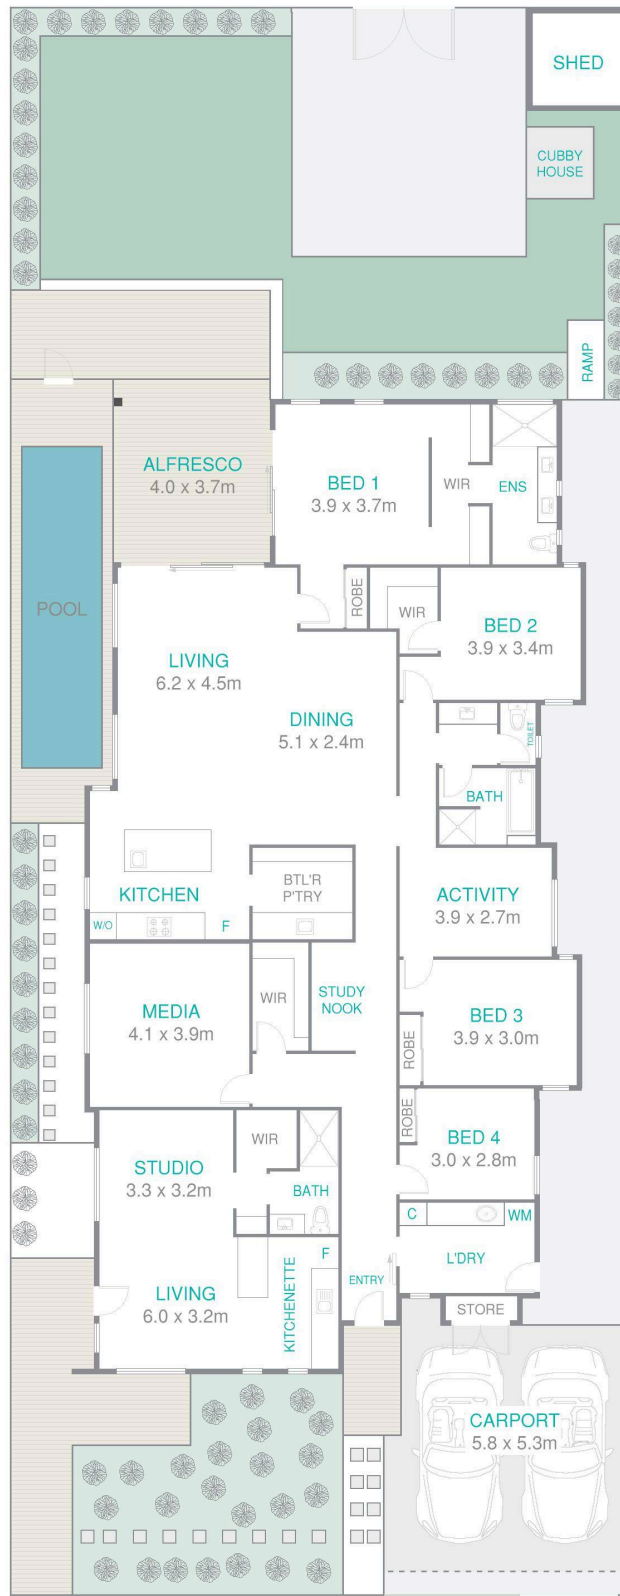 SHED
CUBBY
HOUSE
RAMP
ALFRESCO
4.0 x 3.7m
BED 1
3.9 x 3.7m
WIR
ENS
POOL
ROBE
WIR
BED 2
3.9 x 3.4m
LIVING
6.2 x 4.5m
DINING
5.1 x 2.4m
TOILET
BATH
KITCHEN
BTL'R
P'TRY
W/O
F
ACTIVITY
3.9 x 2.7m
MEDIA
4.1 x 3.9m
WIR
STUDY
NOOK
BED 3
3.9 x 3.0m
ROBE
ROBE
BED 4
3.0 x 2.8m
STUDIO
3.3 x 3.2m
WIR
BATH
C
WM
L'DRY
F
ENTRY
LIVING
6.0 x 3.2m
KITCHENETTE
STORE
CARPORT
5.8 x 5.3m